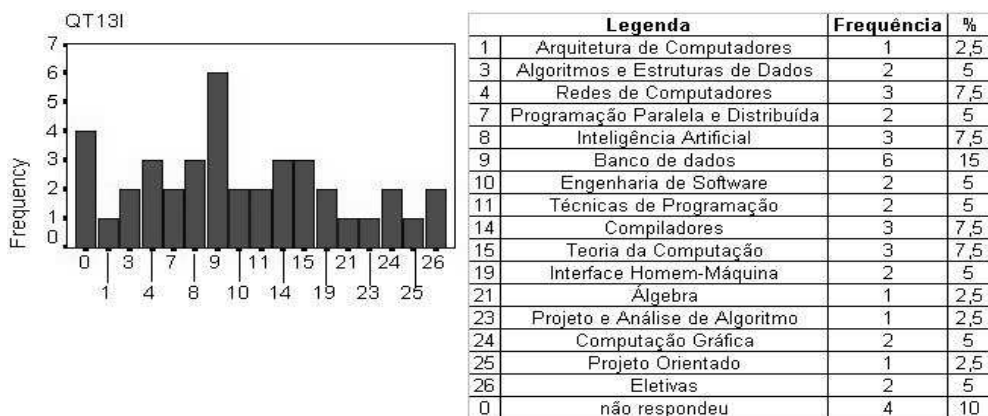 QT13I
Frequency
7
6
5
4
3
2
1
0
0 3 7 9 11 15 21 24 26
1 4 8 10 14 19 23 25
Legenda Frequência %
1 Arquitetura de Computadores 1 2,5
3 Algoritmos e Estruturas de Dados 2 5
4 Redes de Computadores 3 7,5
7 Programação Paralela e Distribuída 2 5
8 Inteligência Artificial 3 7,5
9 Banco de dados 6 15
10 Engenharia de Software 2 5
11 Técnicas de Programação 2 5
14 Compiladores 3 7,5
15 Teoria da Computação 3 7,5
19 Interface Homem-Máquina 2 5
21 Álgebra 1 2,5
23 Projeto e Análise de Algoritmo 1 2,5
24 Computação Gráfica 2 5
25 Projeto Orientado 1 2,5
26 Eletivas 2 5
0 não respondeu 4 10